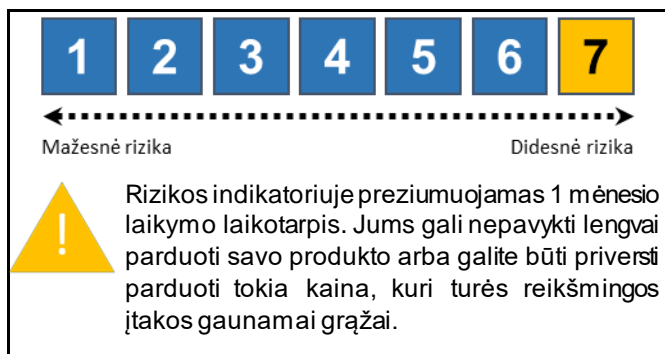 1 2 3 4 5 6 7
Mažesnė rizika Didesnė rizika
!
Rizikos indikatoriuje preziumuojamas 1 mėnesio
laikymo laikotarpis. Jums gali nepavykti lengvai
parduoti savo produkto arba galite būti priversti
parduoti tokia kaina, kuri turės reikšmingos
įtakos gaunamai grąžai.